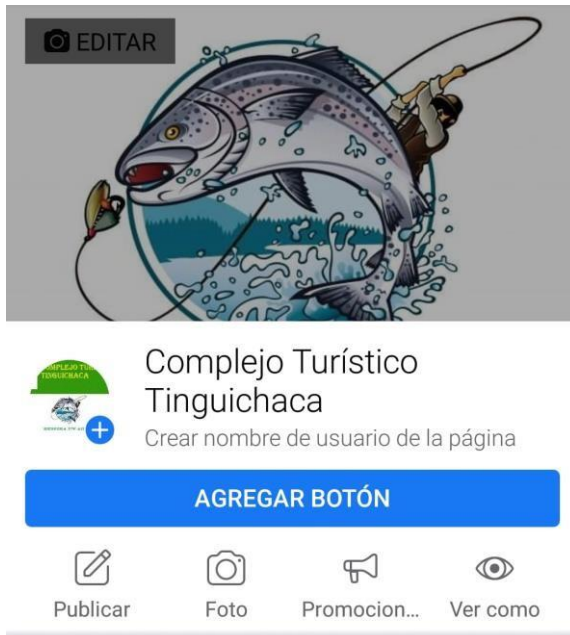 EDITAR
Complejo Turístico
Tinguichaca
Crear nombre de usuario de la página
AGREGAR BOTÓN
Publicar
Foto
Promocion...
Ver como